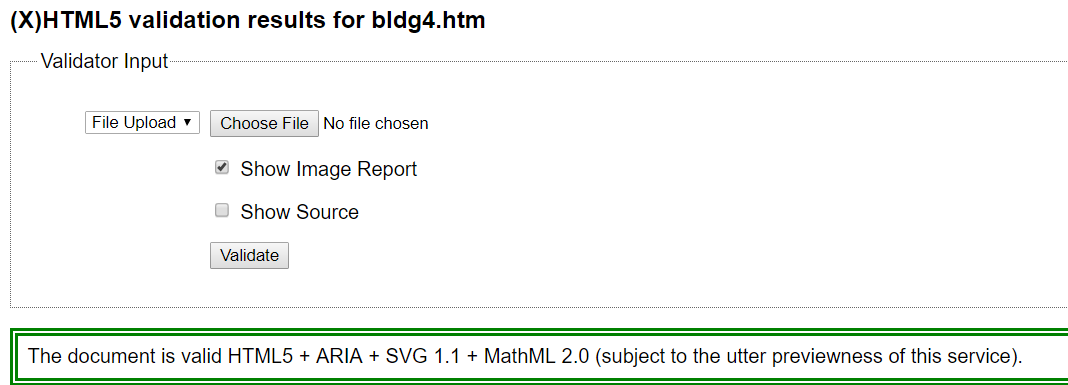 (X)HTML5 validation results for bldg4.htm
Validator Input
File Upload ▼ Choose File No file chosen
Show Image Report
Show Source
Validate
The document is valid HTML5 + ARIA + SVG 1.1 + MathML 2.0 (subject to the utter previewness of this service).